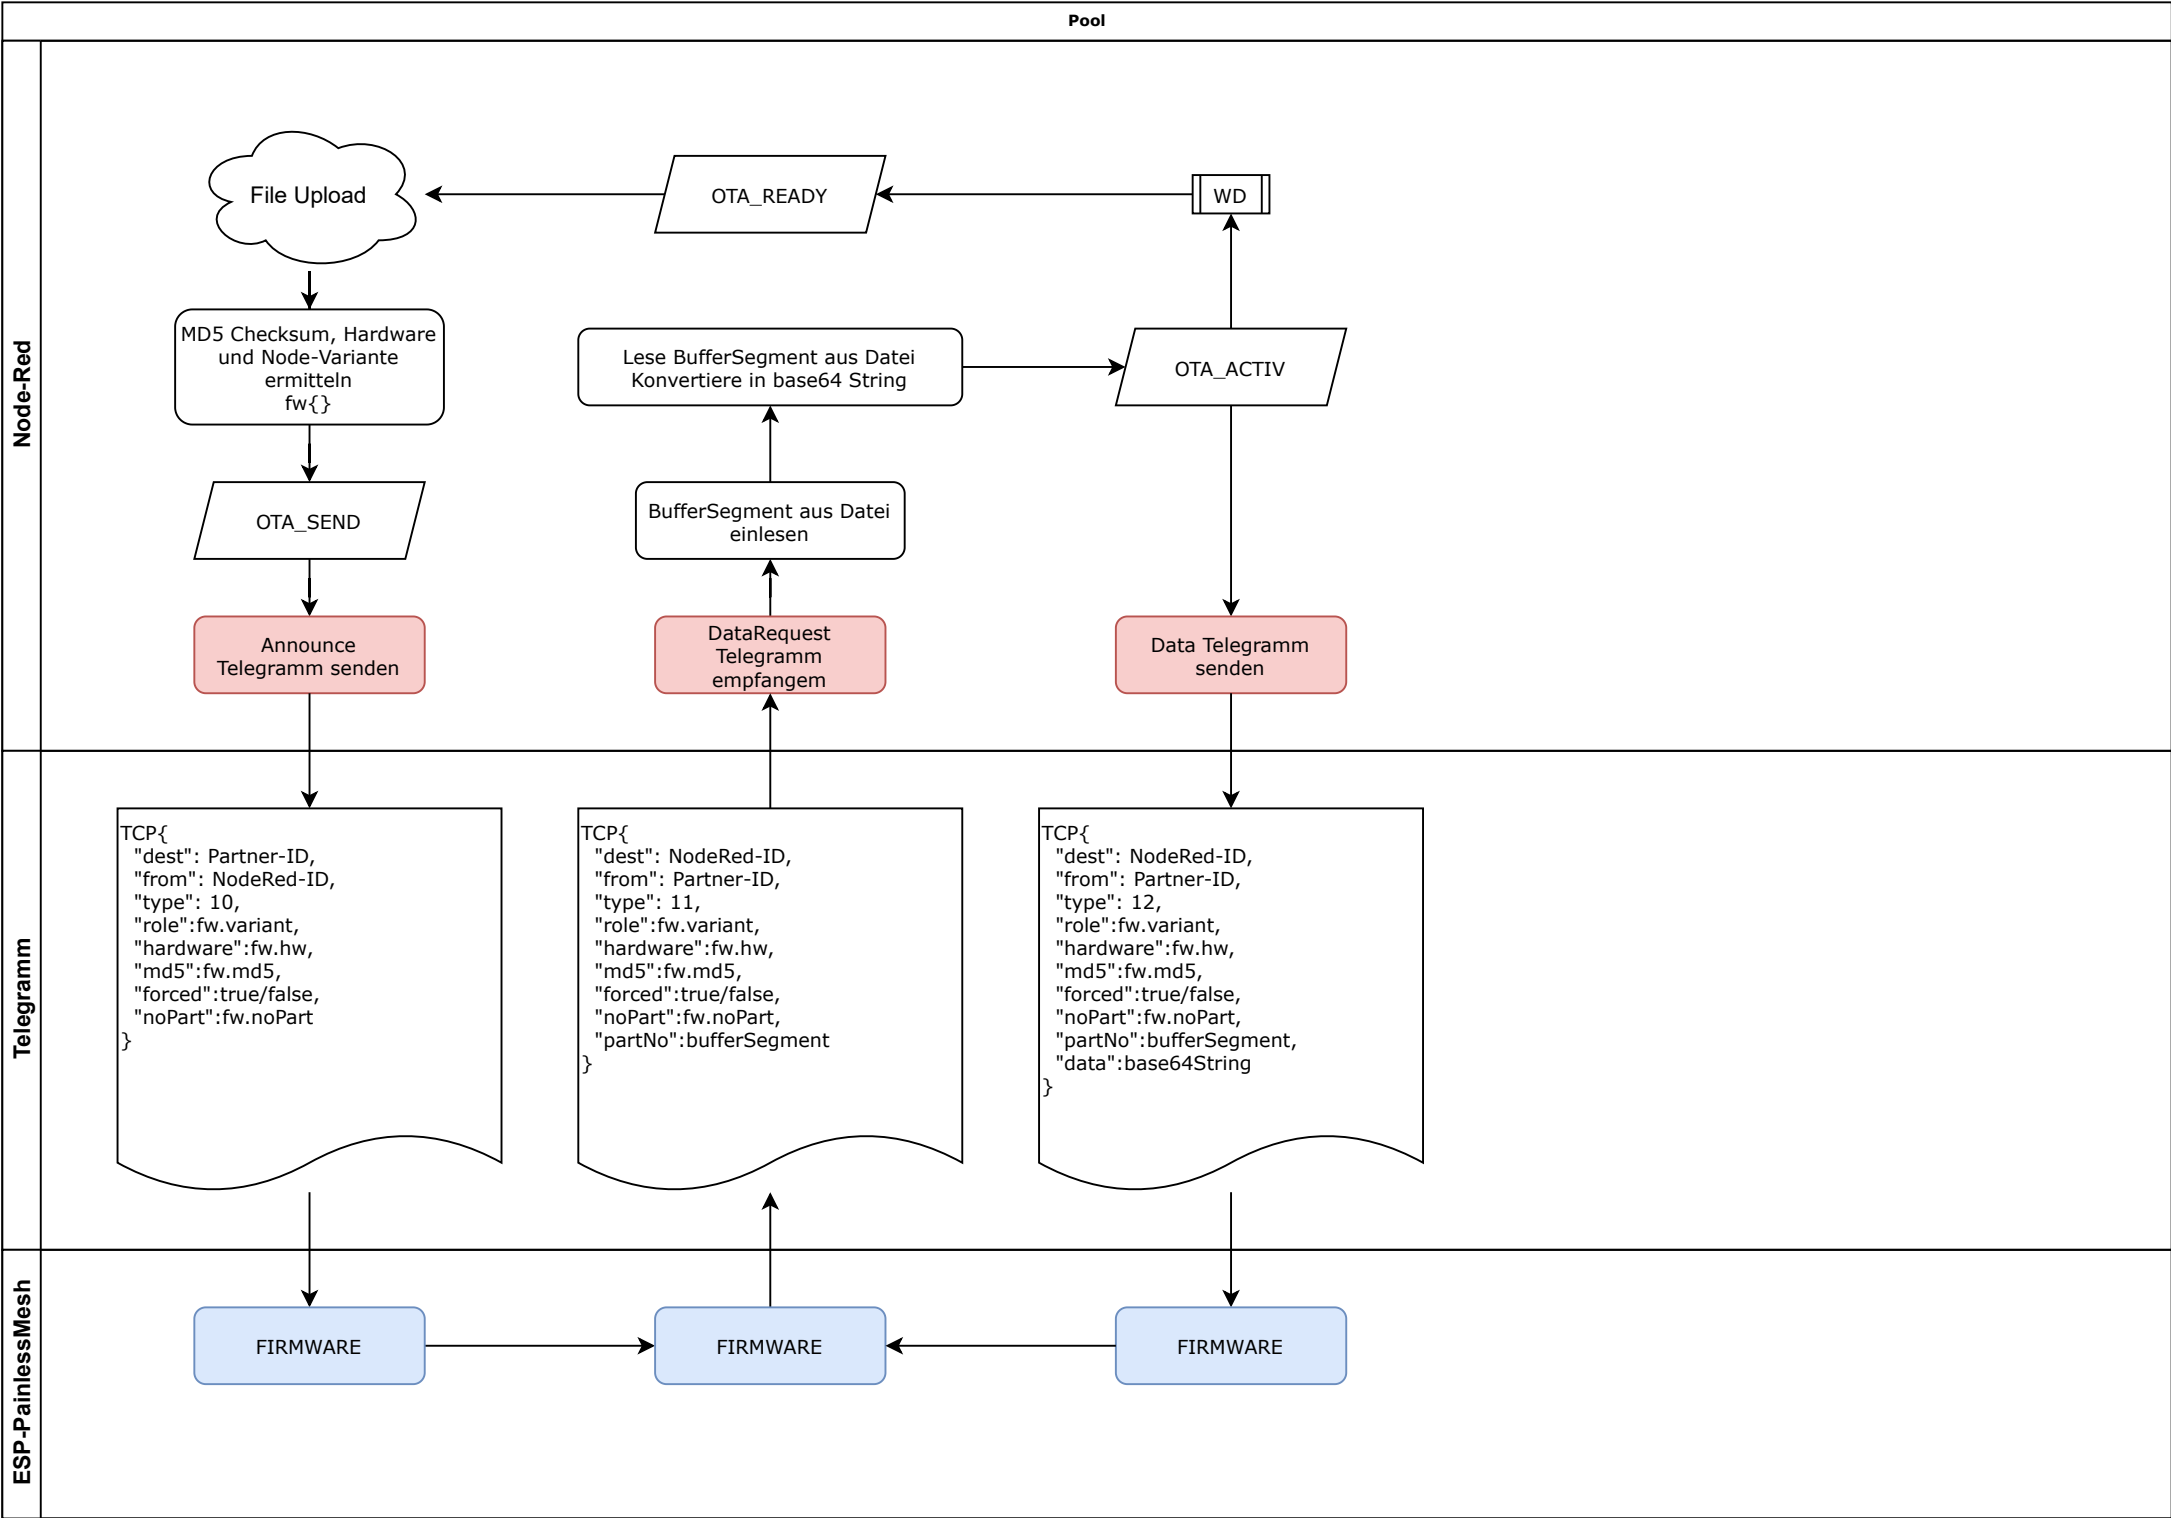 Pool
Node-Red
File Upload
OTA_READY
WD
MD5 Checksum, Hardware
und Node-Variante
ermitteln
fw{}
Lese BufferSegment aus Datei
Konvertiere in base64 String
OTA_ACTIV
OTA_SEND
BufferSegment aus Datei
einlesen
Announce
Telegramm senden
DataRequest
Telegramm
empfangem
Data Telegramm
senden
Telegramm
TCP{
"dest": Partner-ID,
"from": NodeRed-ID,
"type": 10,
"role":fw.variant,
"hardware":fw.hw,
"md5":fw.md5,
"forced":true/false,
"noPart":fw.noPart
}
TCP{
"dest": NodeRed-ID,
"from": Partner-ID,
"type": 11,
"role":fw.variant,
"hardware":fw.hw,
"md5":fw.md5,
"forced":true/false,
"noPart":fw.noPart,
"partNo":bufferSegment
}
TCP{
"dest": NodeRed-ID,
"from": Partner-ID,
"type": 12,
"role":fw.variant,
"hardware":fw.hw,
"md5":fw.md5,
"forced":true/false,
"noPart":fw.noPart,
"partNo":bufferSegment,
"data":base64String
}
ESP-PainlessMesh
FIRMWARE
FIRMWARE
FIRMWARE